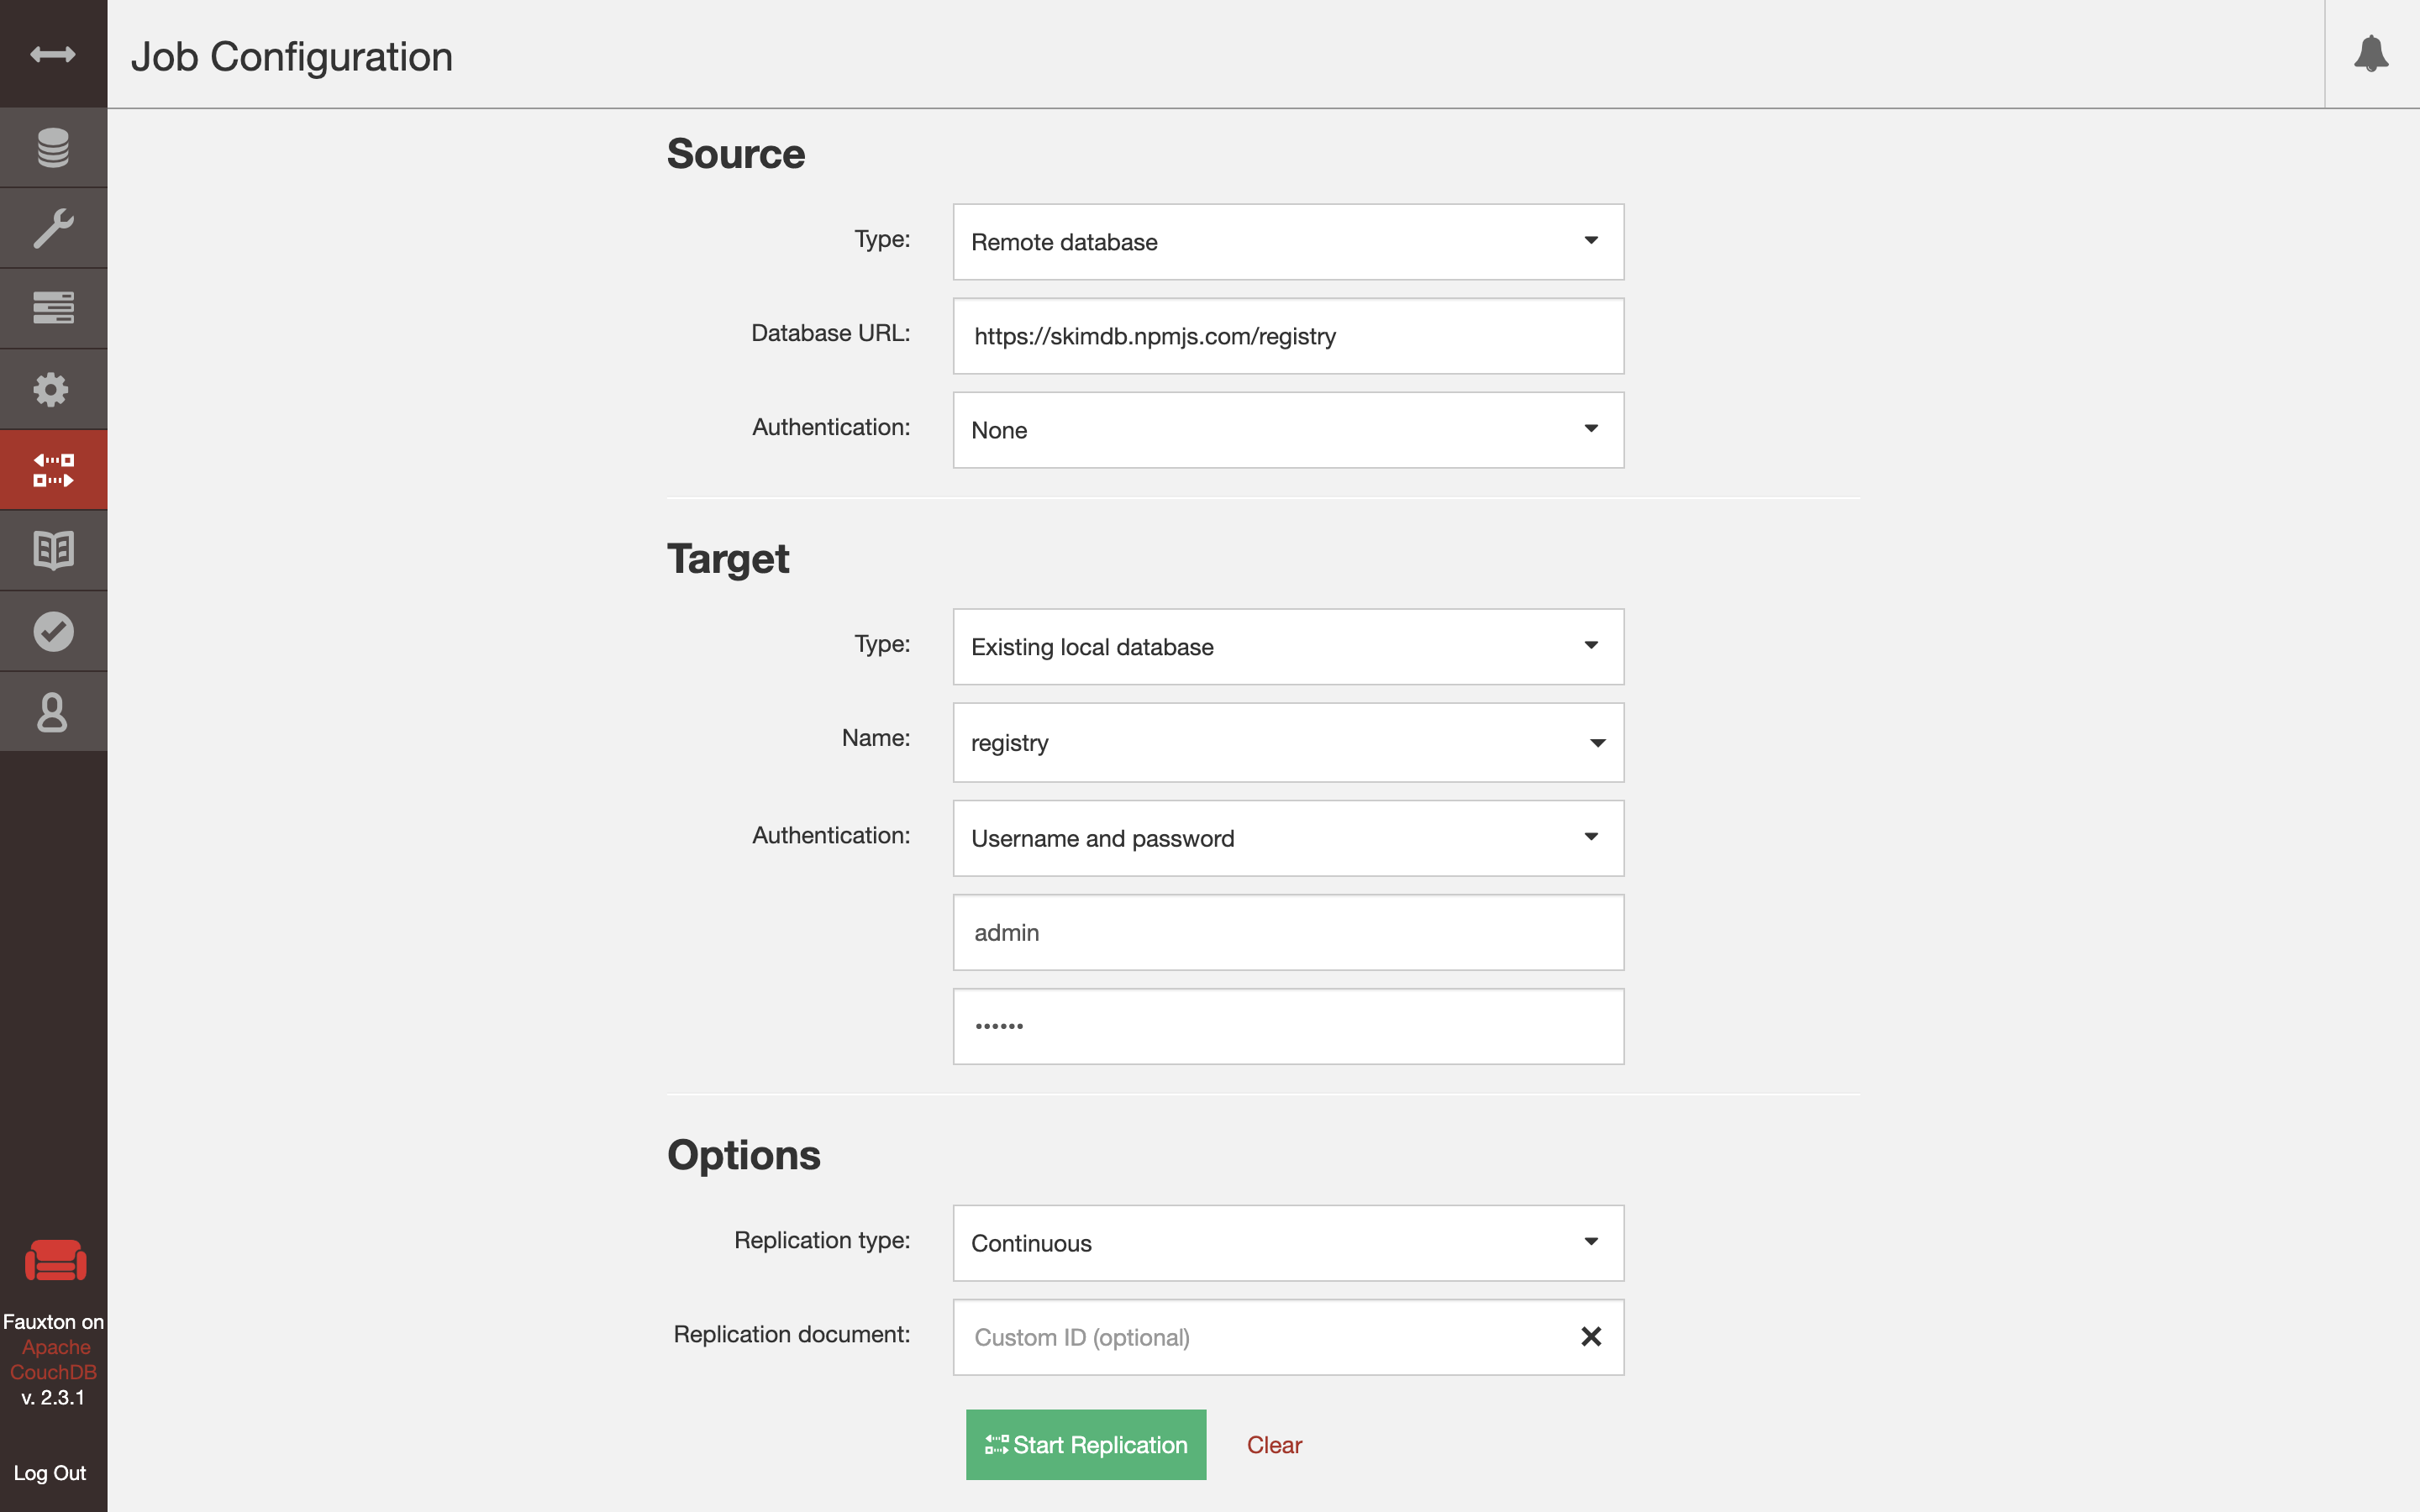 Job Configuration
Source
Type:
Remote database
Database URL:
https://skimdb.npmjs.com/registry
Authentication:
None
Target
Type:
Existing local database
Name:
registry
Authentication:
Username and password
admin
••••••
Options
Replication type:
Continuous
Replication document:
Custom ID (optional)
Start Replication
Clear
Fauxton on
Apache
CouchDB
v. 2.3.1
Log Out